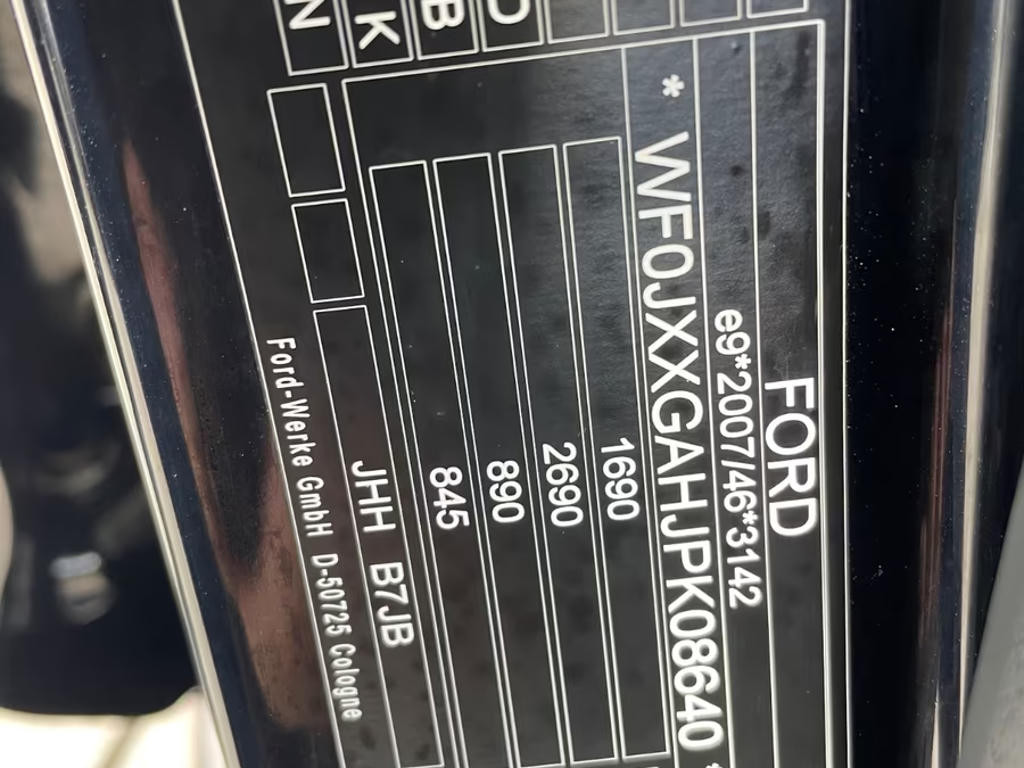 FORD
e9*2007/46*3142
* WF0JXXGAHJPK08640 *
1690
2690
890
845
JHH B7JB
Ford-Werke GmbH D-50725 Cologne
B
K
N